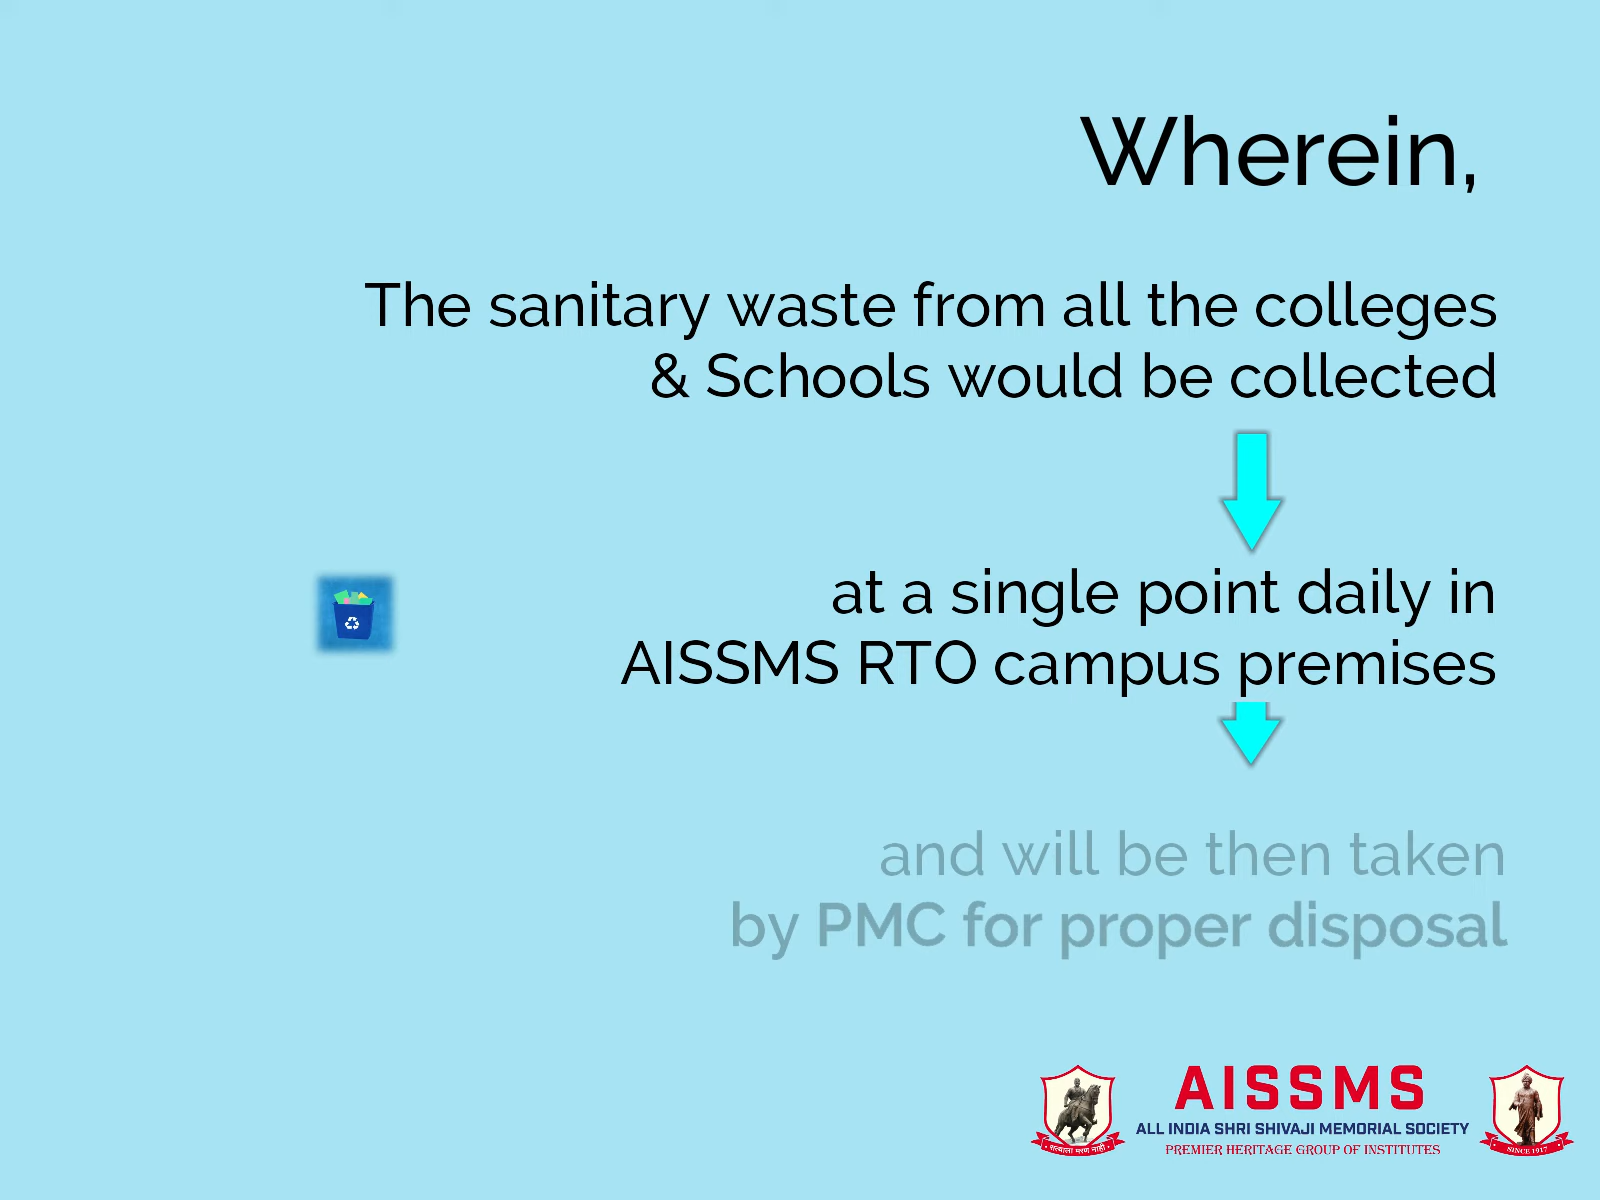 Wherein,
The sanitary waste from all the colleges
& Schools would be collected
at a single point daily in
AISSMS RTO campus premises
and will be then taken
by PMC for proper disposal
AISSMS
ALL INDIA SHRI SHIVAJI MEMORIAL SOCIETY
PREMIER HERITAGE GROUP OF INSTITUTES
सत्याला मरण नाही
SINCE 1917